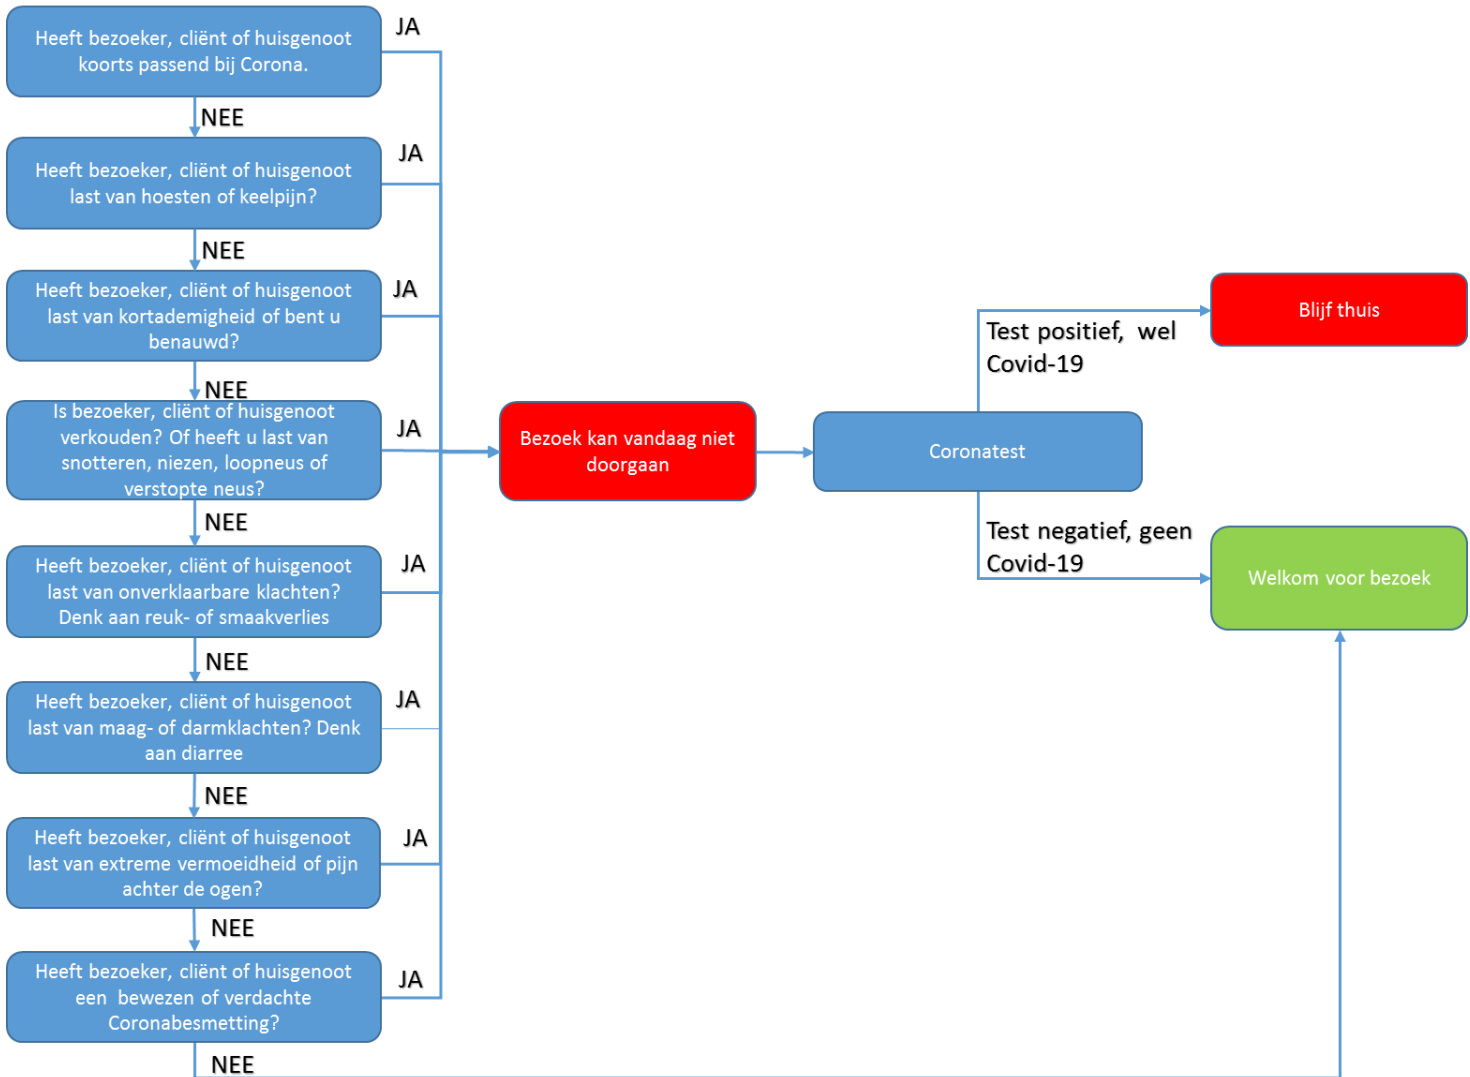 Heeft bezoeker, cliënt of huisgenoot
koorts passend bij Corona.
JA
NEE
Heeft bezoeker, cliënt of huisgenoot
last van hoesten of keelpijn?
JA
NEE
Heeft bezoeker, cliënt of huisgenoot
last van kortademigheid of bent u
benauwd?
JA
NEE
Is bezoeker, cliënt of huisgenoot
verkouden? Of heeft u last van
snotteren, niezen, loopneus of
verstopte neus?
JA
NEE
Heeft bezoeker, cliënt of huisgenoot
last van onverklaarbare klachten?
Denk aan reuk- of smaakverlies
JA
NEE
Heeft bezoeker, cliënt of huisgenoot
last van maag- of darmklachten? Denk
aan diarree
JA
NEE
Heeft bezoeker, cliënt of huisgenoot
last van extreme vermoeidheid of pijn
achter de ogen?
JA
NEE
Heeft bezoeker, cliënt of huisgenoot
een bewezen of verdachte
Coronabesmetting?
JA
NEE
Bezoek kan vandaag niet
doorgaan
Coronatest
Test positief, wel
Covid-19
Blijf thuis
Test negatief, geen
Covid-19
Welkom voor bezoek